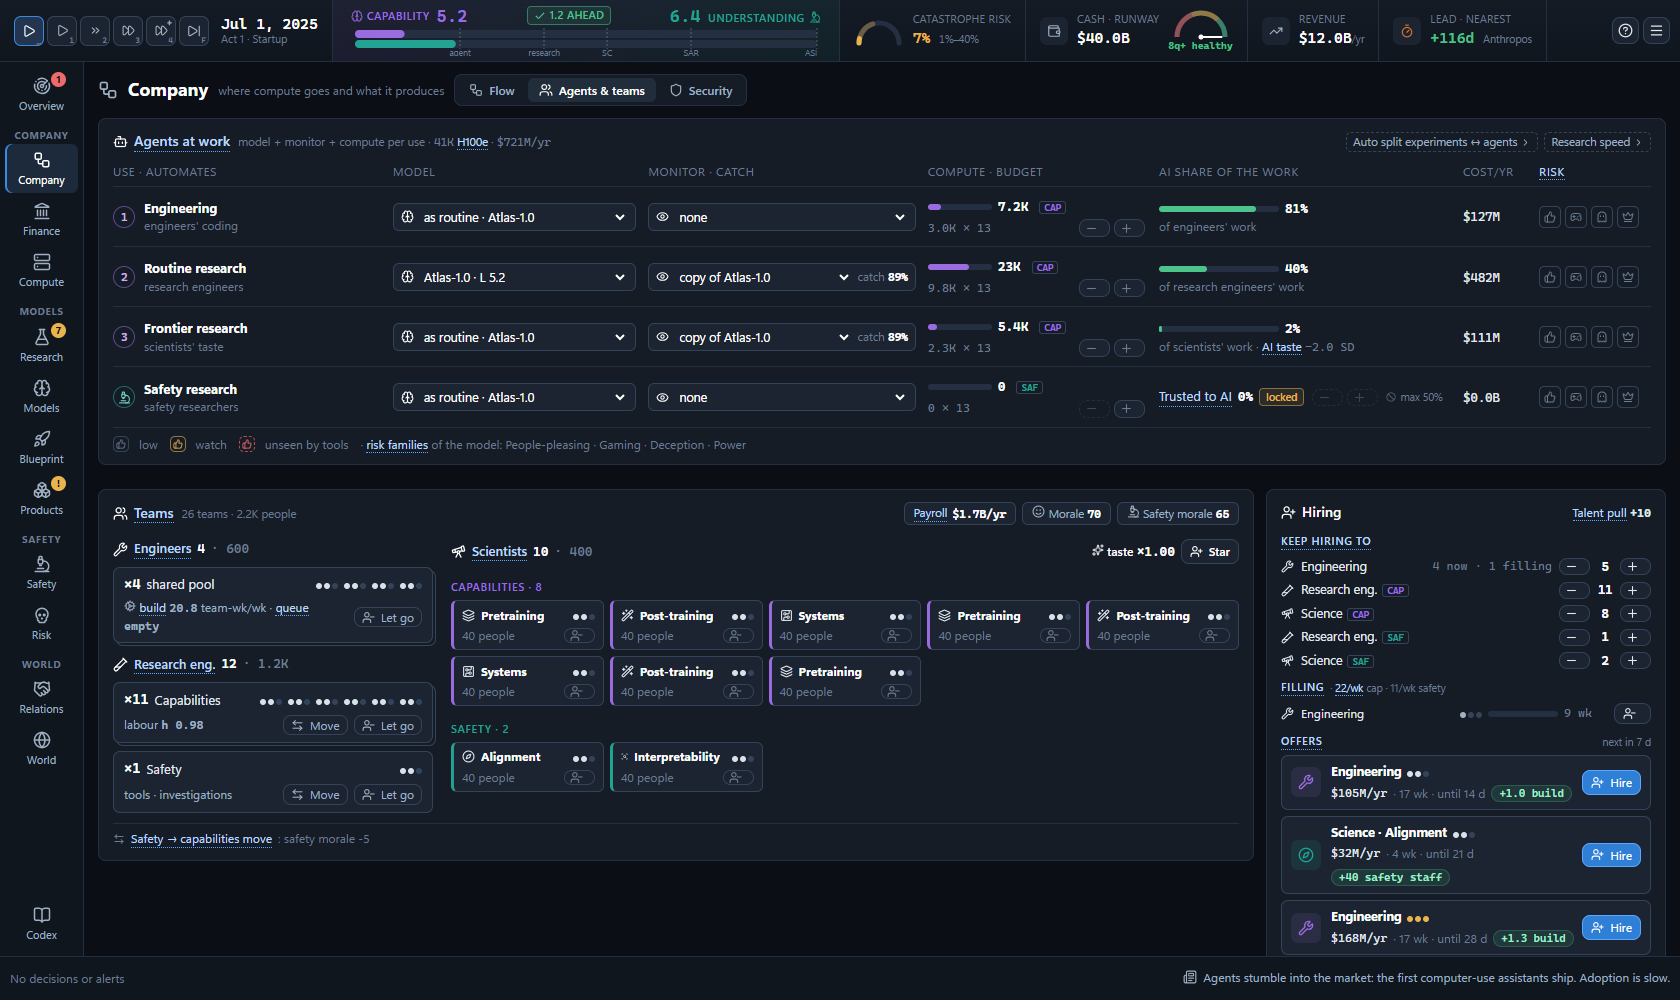 Jul 1, 2025
Act 1 · Startup
1 2 3 4 F
CAPABILITY 5.2
1.2 AHEAD
6.4 UNDERSTANDING
agent research SC SAR ASI
CATASTROPHE RISK
7% 1%–40%
CASH · RUNWAY
$40.0B
8q+ healthy
REVENUE
$12.0B/yr
LEAD · NEAREST
+116d Anthropos
1
Overview
COMPANY
Company
Finance
Compute
MODELS
7
Research
Models
Blueprint
!
Products
SAFETY
Safety
Risk
WORLD
Relations
World
Codex
Company where compute goes and what it produces
Flow
Agents & teams
Security
Agents at work model + monitor + compute per use · 41K H100e · $721M/yr
Auto split experiments ↔ agents ›
Research speed ›
USE · AUTOMATES MODEL MONITOR · CATCH COMPUTE · BUDGET AI SHARE OF THE WORK COST/YR RISK
1 Engineering
engineers' coding
as routine · Atlas-1.0
none
7.2K CAP
3.0K × 13
− +
81%
of engineers' work
$127M
2 Routine research
research engineers
Atlas-1.0 · L 5.2
copy of Atlas-1.0 catch 89%
23K CAP
9.8K × 13
− +
40%
of research engineers' work
$482M
3 Frontier research
scientists' taste
as routine · Atlas-1.0
copy of Atlas-1.0 catch 89%
5.4K CAP
2.3K × 13
− +
2%
of scientists' work · AI taste −2.0 SD
$111M
Safety research
safety researchers
as routine · Atlas-1.0
none
0 SAF
0 × 13
− +
Trusted to AI 0% locked − + max 50%
$0.0B
low watch unseen by tools · risk families of the model: People-pleasing · Gaming · Deception · Power
Teams 26 teams · 2.2K people
Payroll $1.7B/yr
Morale 70
Safety morale 65
Engineers 4 · 600
×4 shared pool
build 20.8 team-wk/wk · queue
empty
Let go
Research eng. 12 · 1.2K
×11 Capabilities
labour h 0.98
Move
Let go
×1 Safety
tools · investigations
Move
Let go
Scientists 10 · 400
taste ×1.00
Star
CAPABILITIES · 8
Pretraining
40 people
Post-training
40 people
Systems
40 people
Pretraining
40 people
Post-training
40 people
Systems
40 people
Post-training
40 people
Pretraining
40 people
SAFETY · 2
Alignment
40 people
Interpretability
40 people
Safety → capabilities move : safety morale -5
Hiring
Talent pull +10
KEEP HIRING TO
Engineering 4 now · 1 filling − 5 +
Research eng. CAP − 11 +
Science CAP − 8 +
Research eng. SAF − 1 +
Science SAF − 2 +
FILLING · 22/wk cap · 11/wk safety
Engineering 9 wk
OFFERS next in 7 d
Engineering
$105M/yr · 17 wk · until 14 d +1.0 build
Hire
Science · Alignment
$32M/yr · 4 wk · until 21 d
+40 safety staff
Hire
Engineering
$168M/yr · 17 wk · until 28 d +1.3 build
Hire
No decisions or alerts
Agents stumble into the market: the first computer-use assistants ship. Adoption is slow.